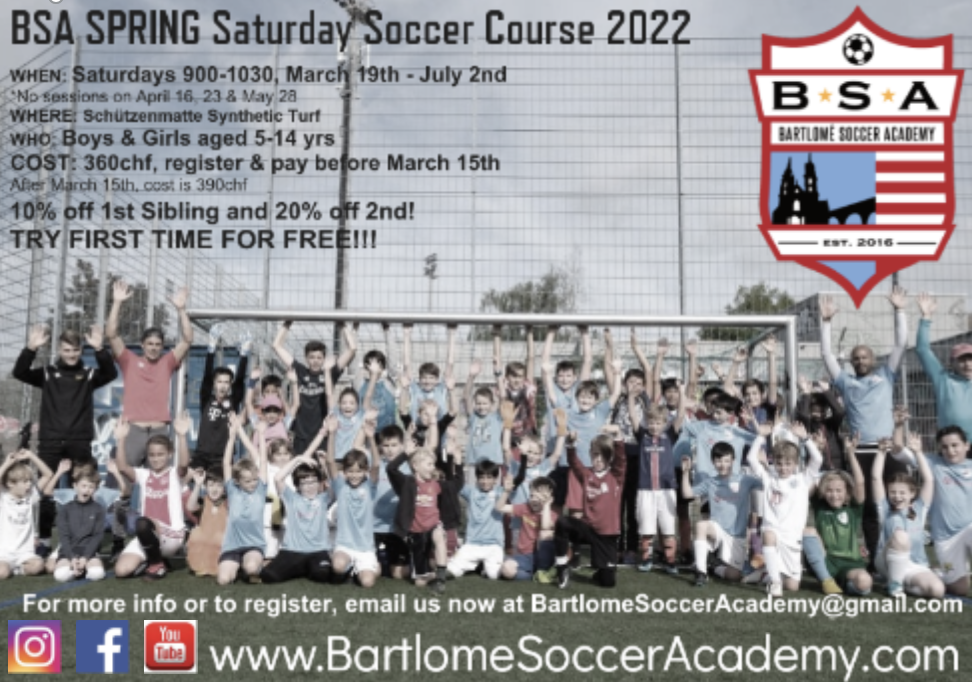 BSA SPRING Saturday Soccer Course 2022
WHEN: Saturdays 900-1030, March 19th - July 2nd
*No sessions on April 16, 23 & May 28
WHERE: Schützenmatte Synthetic Turf
WHO: Boys & Girls aged 5-14 yrs
COST: 360chf, register & pay before March 15th
After March 15th, cost is 390chf
10% off 1st Sibling and 20% off 2nd!
TRY FIRST TIME FOR FREE!!!
B★S★A
BARTLOMÉ SOCCER ACADEMY
EST. 2016
For more info or to register, email us now at BartlomeSoccerAcademy@gmail.com
You
Tube
www.BartlomeSoccerAcademy.com